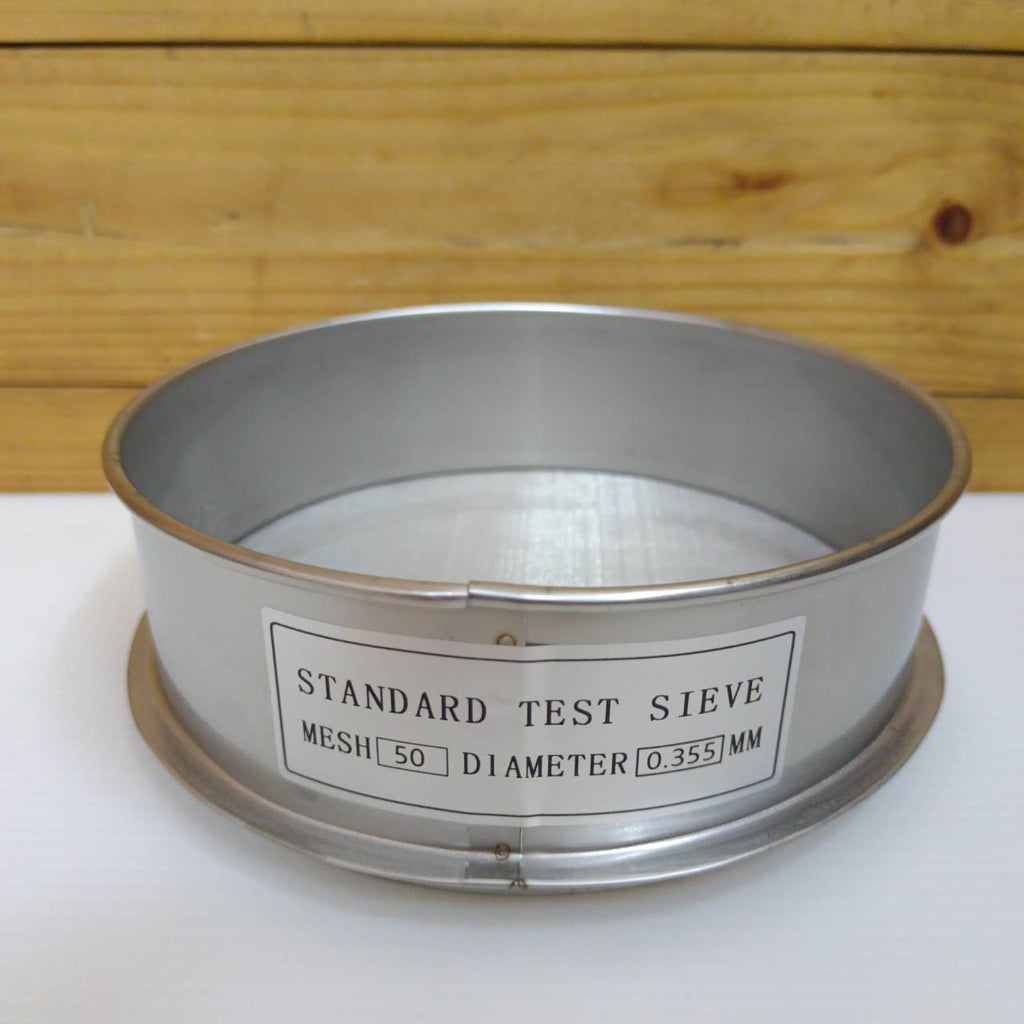 STANDARD TEST SIEVE
MESH 50 DIAMETER 0.355 MM